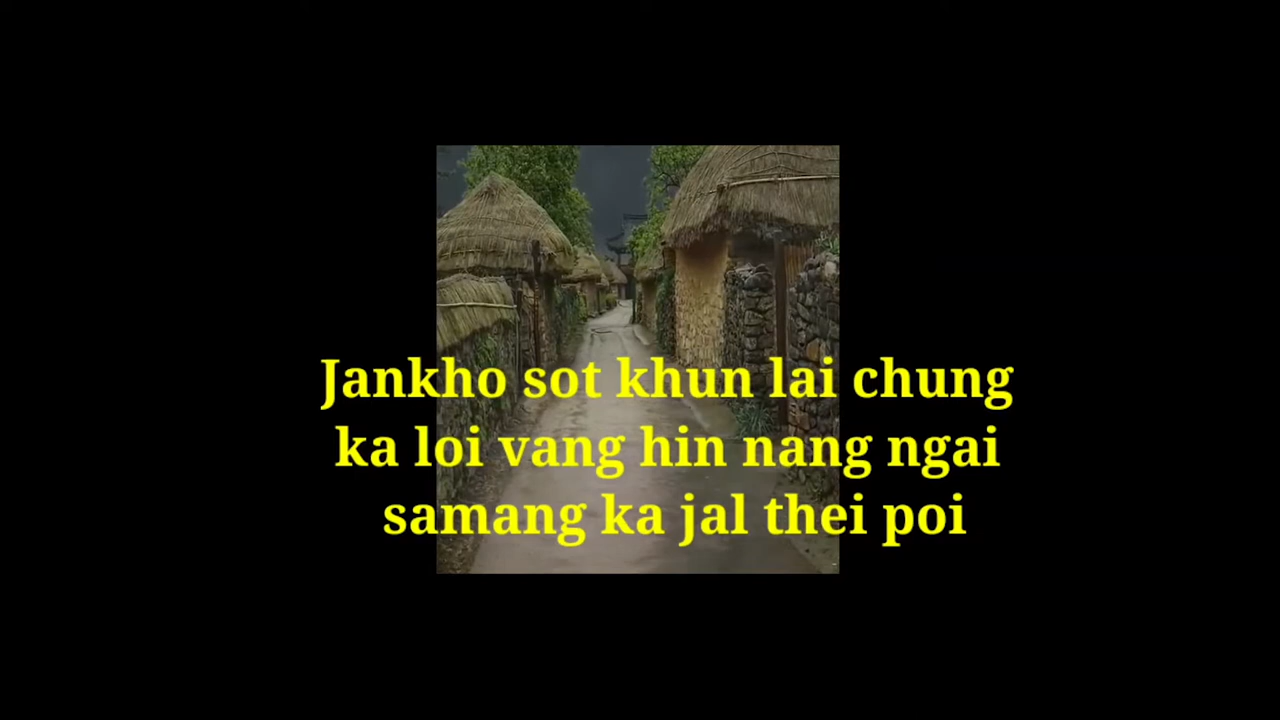 Jankho sot khun lai chung
ka loi vang hin nang ngai
samang ka jal thei poi